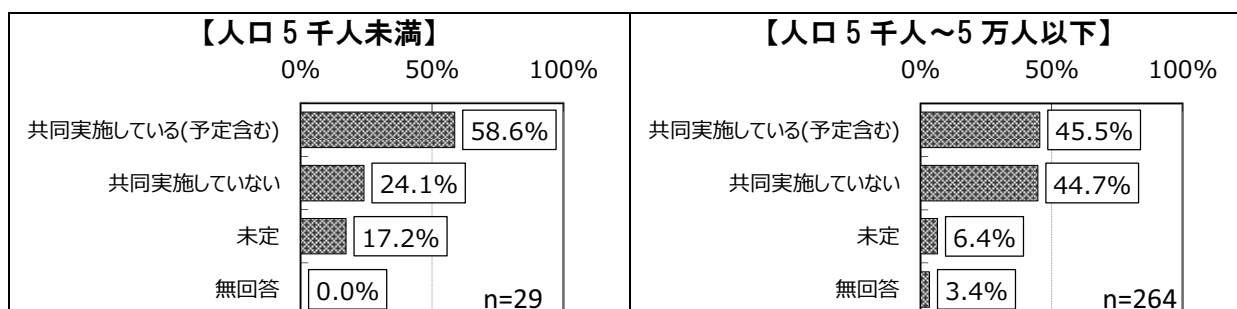 【人口 5 千人未満】
0% 50% 100%
共同実施している(予定含む) 58.6%
共同実施していない 24.1%
未定 17.2%
無回答 0.0%
n=29
【人口 5 千人～5 万人以下】
0% 50% 100%
共同実施している(予定含む) 45.5%
共同実施していない 44.7%
未定 6.4%
無回答 3.4%
n=264